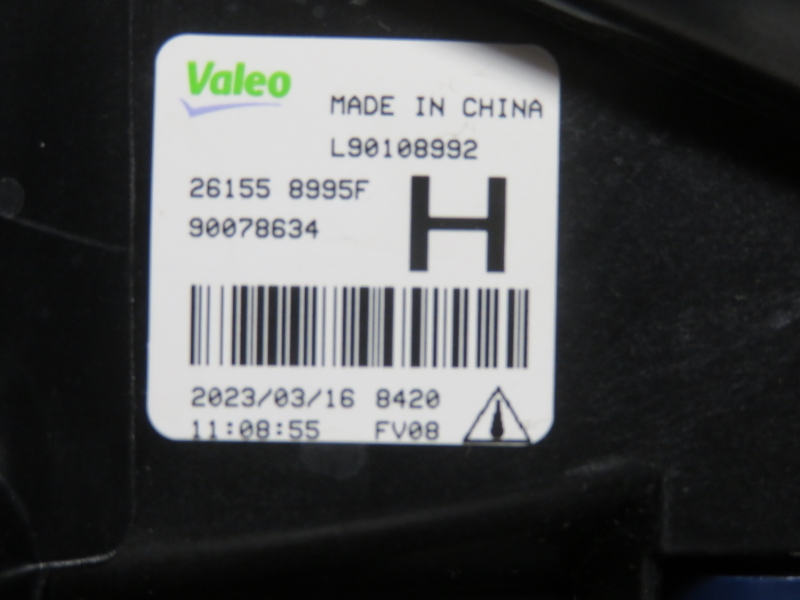 Valeo
MADE IN CHINA
L90108992
26155 8995F
90078634
H
2023/03/16 8420
11:08:55 FV08